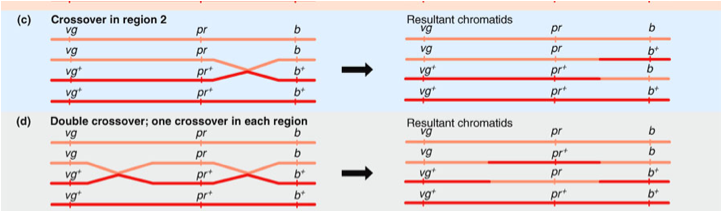 (c) Crossover in region 2
vg pr b
vg pr b
vg+ pr+ b+
vg+ pr+ b+
Resultant chromatids
vg pr b
vg pr b+
vg+ pr+ b
vg+ pr+ b+
(d) Double crossover; one crossover in each region
vg pr b
vg pr b
vg+ pr+ b+
vg+ pr+ b+
Resultant chromatids
vg pr b
vg pr+ b
vg+ pr b+
vg+ pr+ b+